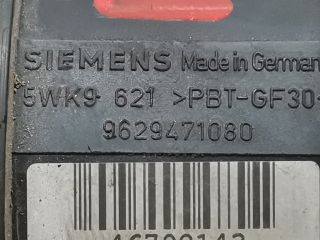 SIEMENS Made in German
5WK9 621 >PBT-GF30<
9629471080